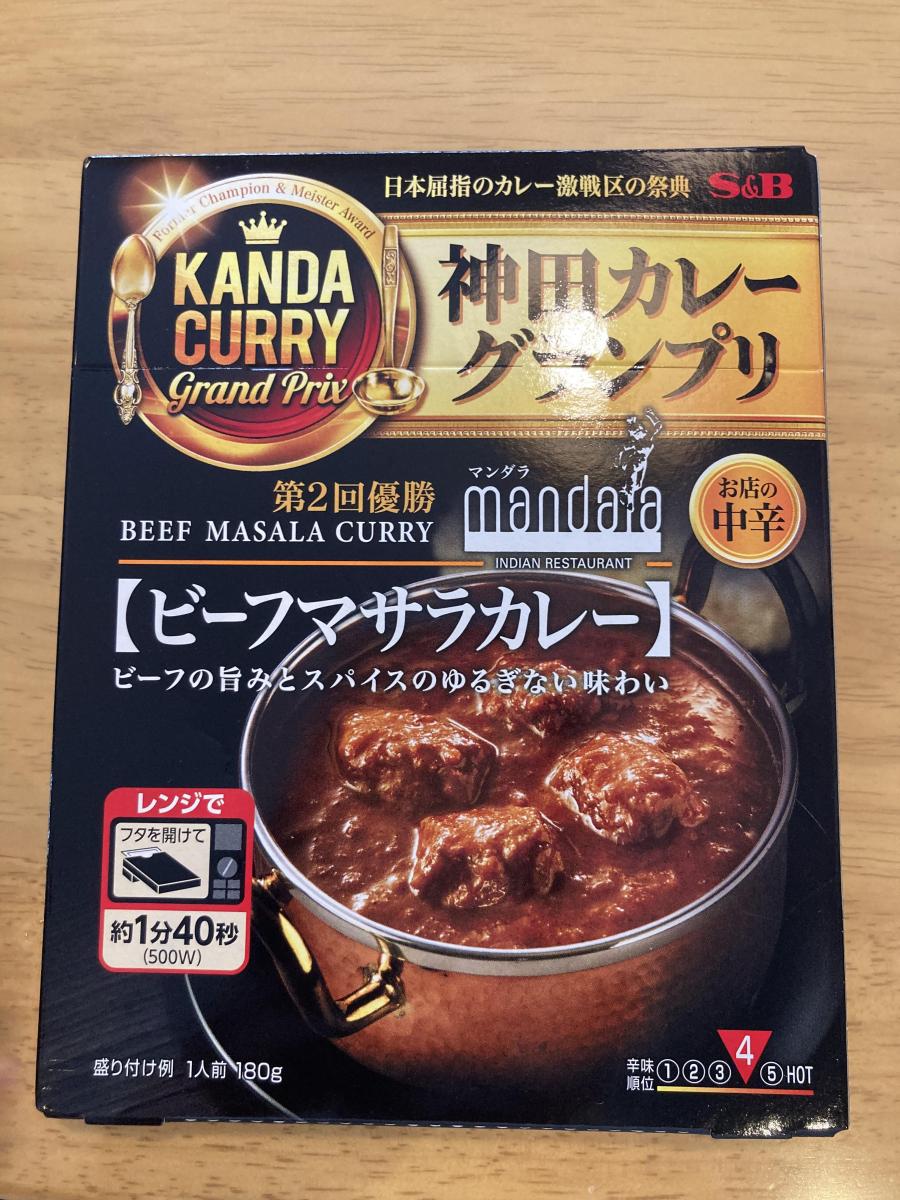 日本屈指のカレー激戦区の祭典
S&B
Former Champion & Meister Award
KANDA
CURRY
Grand Prix
神田カレー
グランプリ
第2回優勝
BEEF MASALA CURRY
マンダラ
mandala
INDIAN RESTAURANT
お店の
中辛
【ビーフマサラカレー】
ビーフの旨みとスパイスのゆるぎない味わい
レンジで
フタを開けて
約1分40秒
(500W)
盛り付け例 1人前 180g
辛味
順位
① ② ③ 4 ⑤ HOT